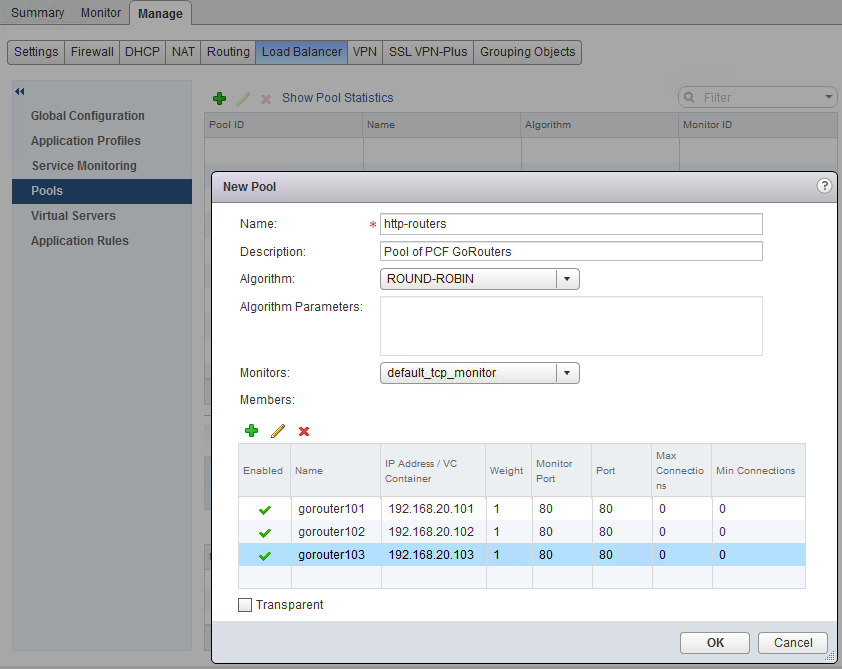 Summary Monitor Manage
Settings Firewall DHCP NAT Routing Load Balancer VPN SSL VPN-Plus Grouping Objects
Global Configuration
Application Profiles
Service Monitoring
Pools
Virtual Servers
Application Rules
Show Pool Statistics Filter
Pool ID Name Algorithm Monitor ID
New Pool ?
Name: * http-routers
Description: Pool of PCF GoRouters
Algorithm: ROUND-ROBIN
Algorithm Parameters:
Monitors: default_tcp_monitor
Members:
Enabled Name IP Address / VC Container Weight Monitor Port Port Max Connectio ns Min Connections
gorouter101 192.168.20.101 1 80 80 0 0
gorouter102 192.168.20.102 1 80 80 0 0
gorouter103 192.168.20.103 1 80 80 0 0
Transparent
OK Cancel